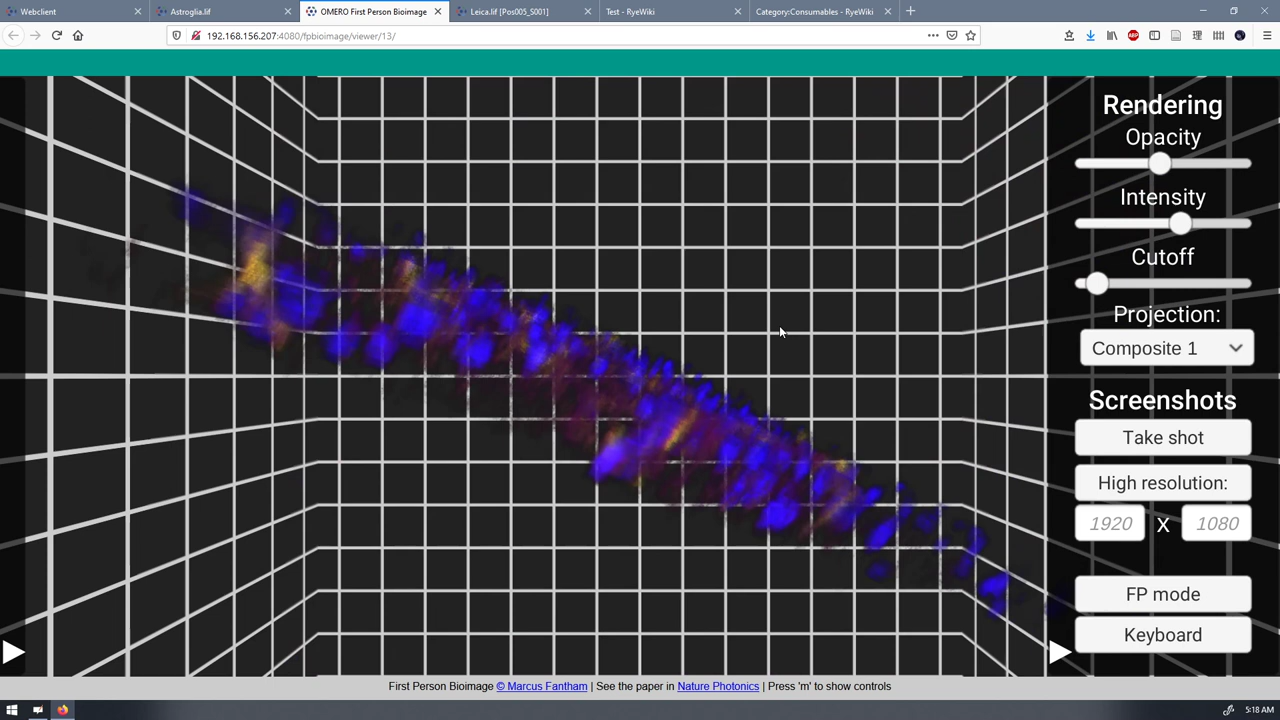 Webclient
Astroglia.lif
OMERO First Person Bioimage
Leica.lif [Pos005_S001]
Test - RyeWiki
Category:Consumables - RyeWiki
192.168.156.207:4080/fpbioimage/viewer/13/
ABP
理
Rendering
Opacity
Intensity
Cutoff
Projection:
Composite 1
Screenshots
Take shot
High resolution:
1920 X 1080
FP mode
Keyboard
First Person Bioimage © Marcus Fantham | See the paper in Nature Photonics | Press 'm' to show controls
5:18 AM